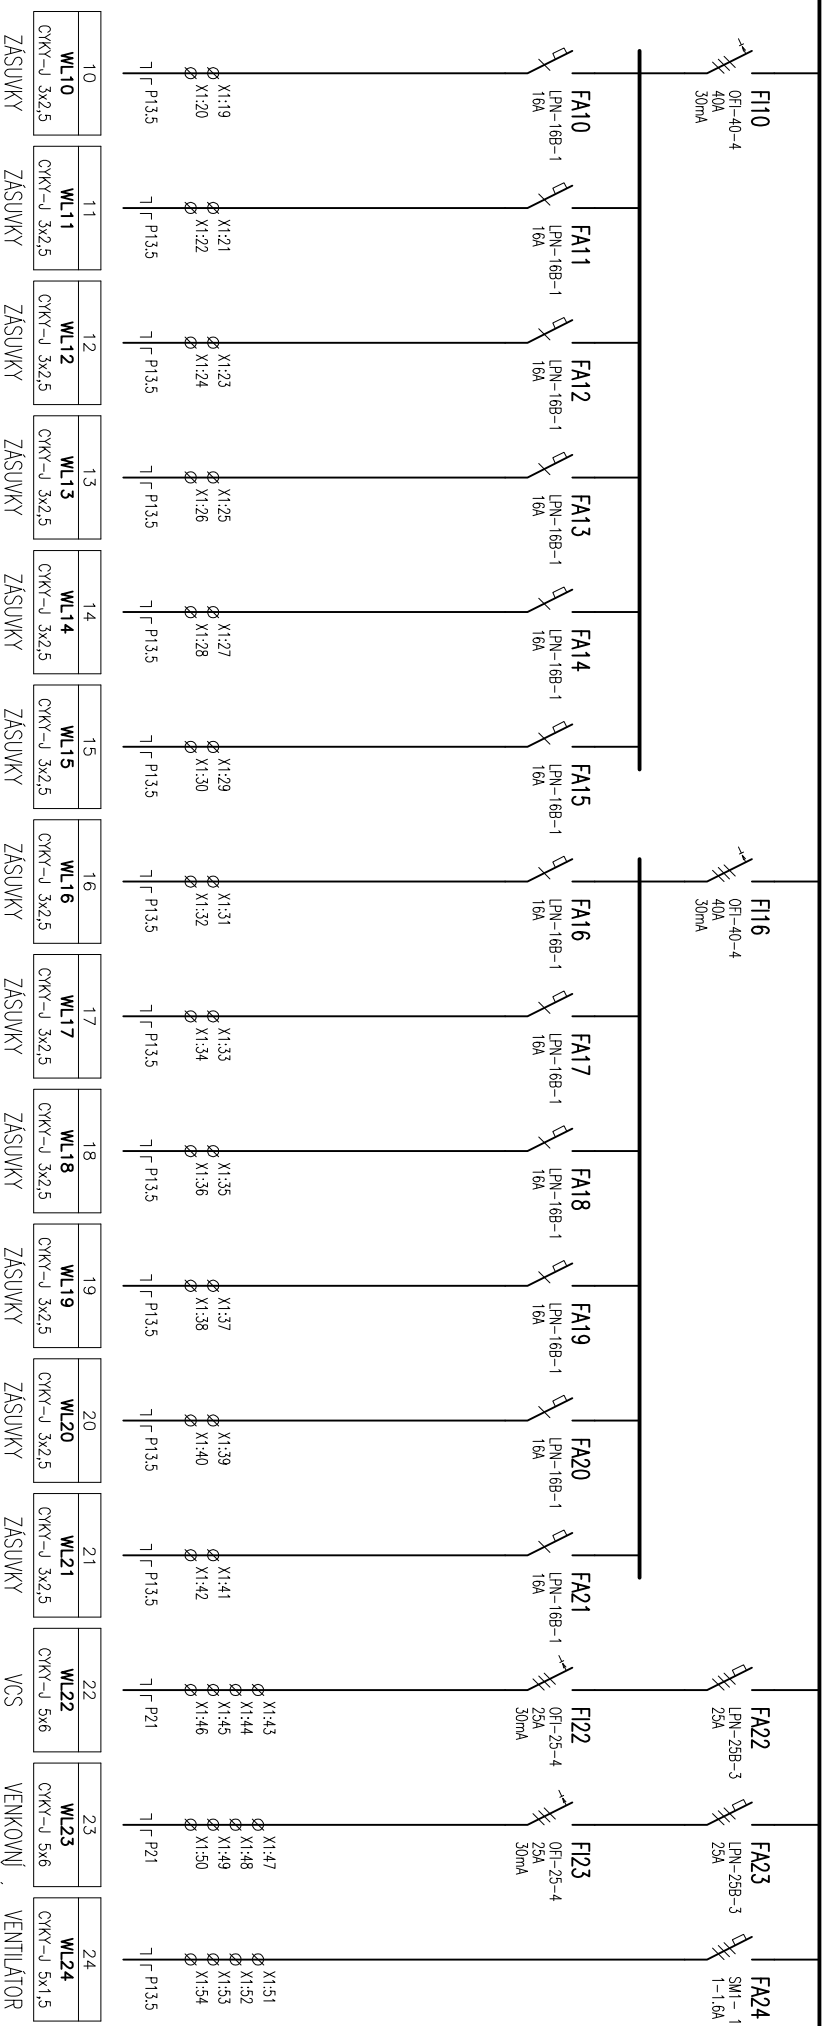 FI10
OFI-40-4
40A
30mA
FI16
OFI-40-4
40A
30mA
FA22
LPN-25B-3
25A
FA23
LPN-25B-3
25A
FA24
SM1- 1
1-1.6A
FA10
LPN-16B-1
16A
FA11
LPN-16B-1
16A
FA12
LPN-16B-1
16A
FA13
LPN-16B-1
16A
FA14
LPN-16B-1
16A
FA15
LPN-16B-1
16A
FA16
LPN-16B-1
16A
FA17
LPN-16B-1
16A
FA18
LPN-16B-1
16A
FA19
LPN-16B-1
16A
FA20
LPN-16B-1
16A
FA21
LPN-16B-1
16A
FI22
OFI-25-4
25A
30mA
FI23
OFI-25-4
25A
30mA
X1:19
X1:20
X1:21
X1:22
X1:23
X1:24
X1:25
X1:26
X1:27
X1:28
X1:29
X1:30
X1:31
X1:32
X1:33
X1:34
X1:35
X1:36
X1:37
X1:38
X1:39
X1:40
X1:41
X1:42
X1:43
X1:44
X1:45
X1:46
X1:47
X1:48
X1:49
X1:50
X1:51
X1:52
X1:53
X1:54
P13.5
P13.5
P13.5
P13.5
P13.5
P13.5
P13.5
P13.5
P13.5
P13.5
P13.5
P13.5
P21
P21
P13.5
10
WL10
CYKY-J 3x2,5
ZÁSUVKY
11
WL11
CYKY-J 3x2,5
ZÁSUVKY
12
WL12
CYKY-J 3x2,5
ZÁSUVKY
13
WL13
CYKY-J 3x2,5
ZÁSUVKY
14
WL14
CYKY-J 3x2,5
ZÁSUVKY
15
WL15
CYKY-J 3x2,5
ZÁSUVKY
16
WL16
CYKY-J 3x2,5
ZÁSUVKY
17
WL17
CYKY-J 3x2,5
ZÁSUVKY
18
WL18
CYKY-J 3x2,5
ZÁSUVKY
19
WL19
CYKY-J 3x2,5
ZÁSUVKY
20
WL20
CYKY-J 3x2,5
ZÁSUVKY
21
WL21
CYKY-J 3x2,5
ZÁSUVKY
22
WL22
CYKY-J 5x6
VCS
23
WL23
CYKY-J 5x6
VENKOVNÍ
24
WL24
CYKY-J 5x1,5
VENTILÁTOR